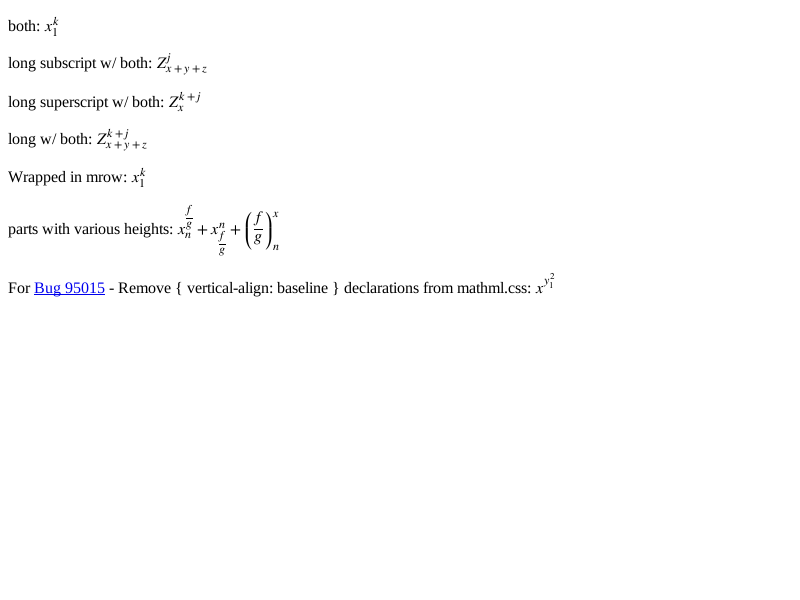 both: $x_1^k$
long subscript w/ both: $Z_{x+y+z}^j$
long superscript w/ both: $Z_x^{k+j}$
long w/ both: $Z_{x+y+z}^{k+j}$
Wrapped in mrow: $x_1^k$
parts with various heights: $x_n^{\frac{f}{g}} + x_{\frac{f}{g}}^n + \left(\frac{f}{g}\right)_n^x$
For Bug 95015 - Remove { vertical-align: baseline } declarations from mathml.css: $x^{y_1^2}$